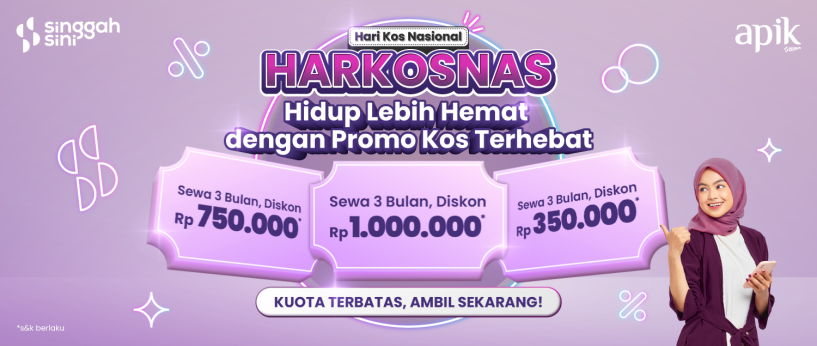 singgah
sini
apik
Hari Kos Nasional
HARKOSNAS
Hidup Lebih Hemat
dengan Promo Kos Terhebat
Sewa 3 Bulan, Diskon
Rp 750.000*
Sewa 3 Bulan, Diskon
Rp 1.000.000*
Sewa 3 Bulan, Diskon
Rp 350.000*
KUOTA TERBATAS, AMBIL SEKARANG!
*s&k berlaku